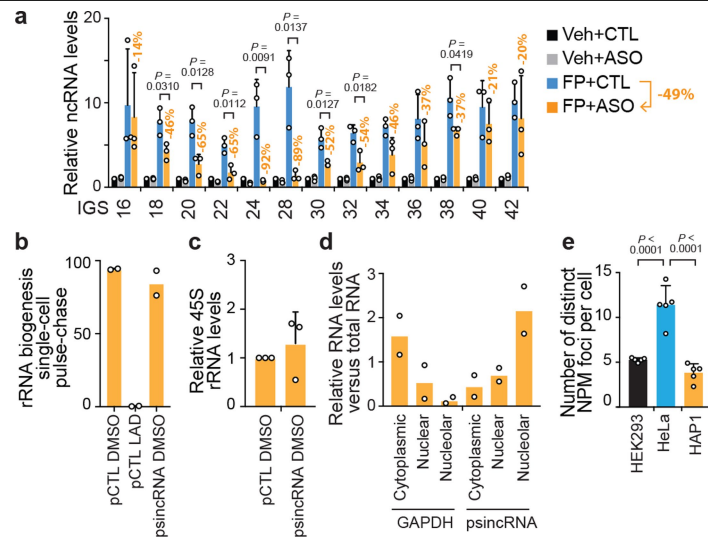 a
Relative ncRNA levels
20
10
0
-14%
P =
0.0310
-46%
P =
0.0128
-65%
P =
0.0112
-65%
P =
0.0091
-92%
P =
0.0137
-89%
P =
0.0127
-52%
P =
0.0182
-54%
-46%
-37%
P =
0.0419
-37%
-21%
-20%
IGS
16
18
20
22
24
28
30
32
34
36
38
40
42
Veh+CTL
Veh+ASO
FP+CTL
FP+ASO
-49%
b
rRNA biogenesis
single-cell
pulse-chase
100
50
0
pCTL DMSO
pCTL LAD
psincRNA DMSO
c
Relative 45S
rRNA levels
3
2
1
0
pCTL DMSO
psincRNA DMSO
d
Relative RNA levels
versus total RNA
3
2
1
0
Cytoplasmic
Nuclear
Nucleolar
Cytoplasmic
Nuclear
Nucleolar
GAPDH
psincRNA
e
Number of distinct
NPM foci per cell
15
10
5
0
P <
0.0001
P <
0.0001
HEK293
HeLa
HAP1